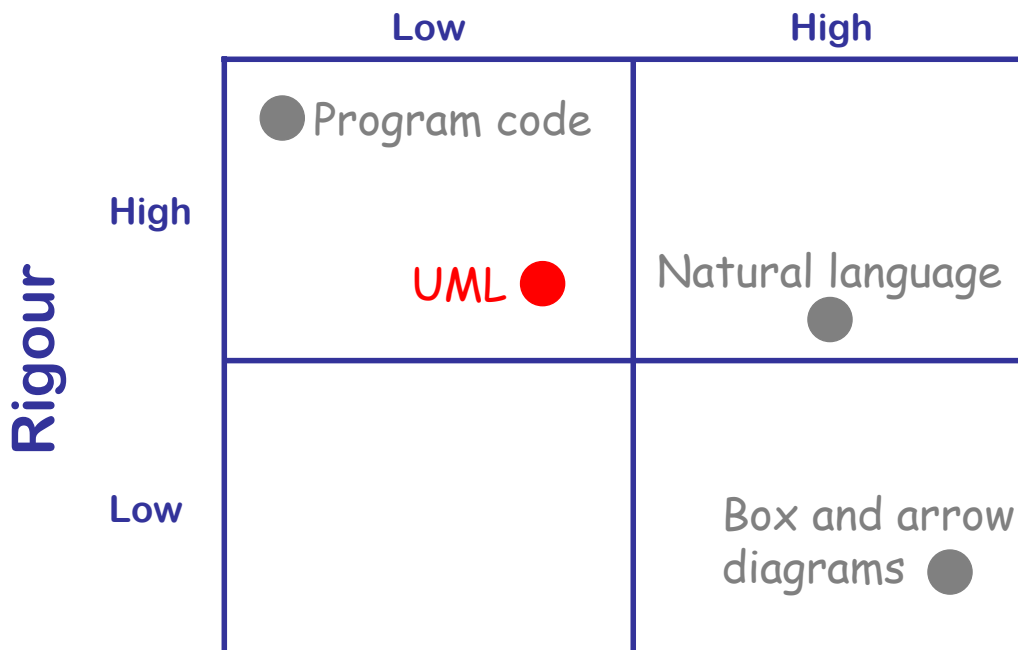 Low
High
Program code
High
UML
Natural language
Rigour
Low
Box and arrow
diagrams